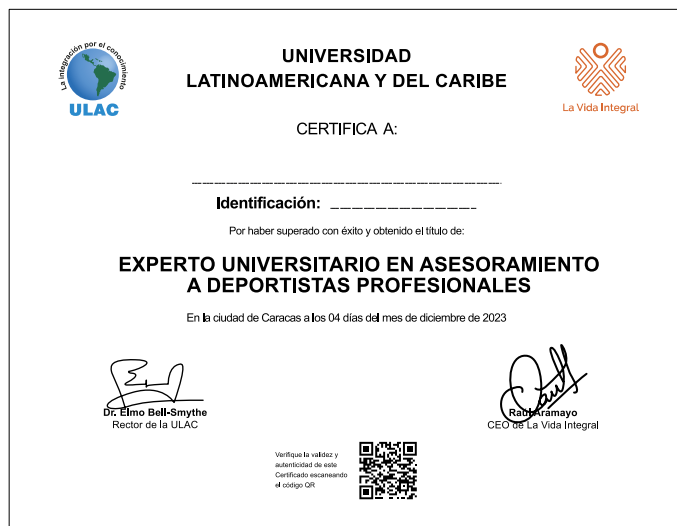 La integración por el conocimiento
ULAC
UNIVERSIDAD
LATINOAMERICANA Y DEL CARIBE
La Vida Integral
CERTIFICA A:
Identificación:
Por haber superado con éxito y obtenido el título de:
EXPERTO UNIVERSITARIO EN ASESORAMIENTO
A DEPORTISTAS PROFESIONALES
En la ciudad de Caracas a los 04 días del mes de diciembre de 2023
Dr. Elmo Bell-Smythe
Rector de la ULAC
Raúl Aramayo
CEO de La Vida Integral
Verifique la validez y
autenticidad de este
Certificado escaneando
el código QR